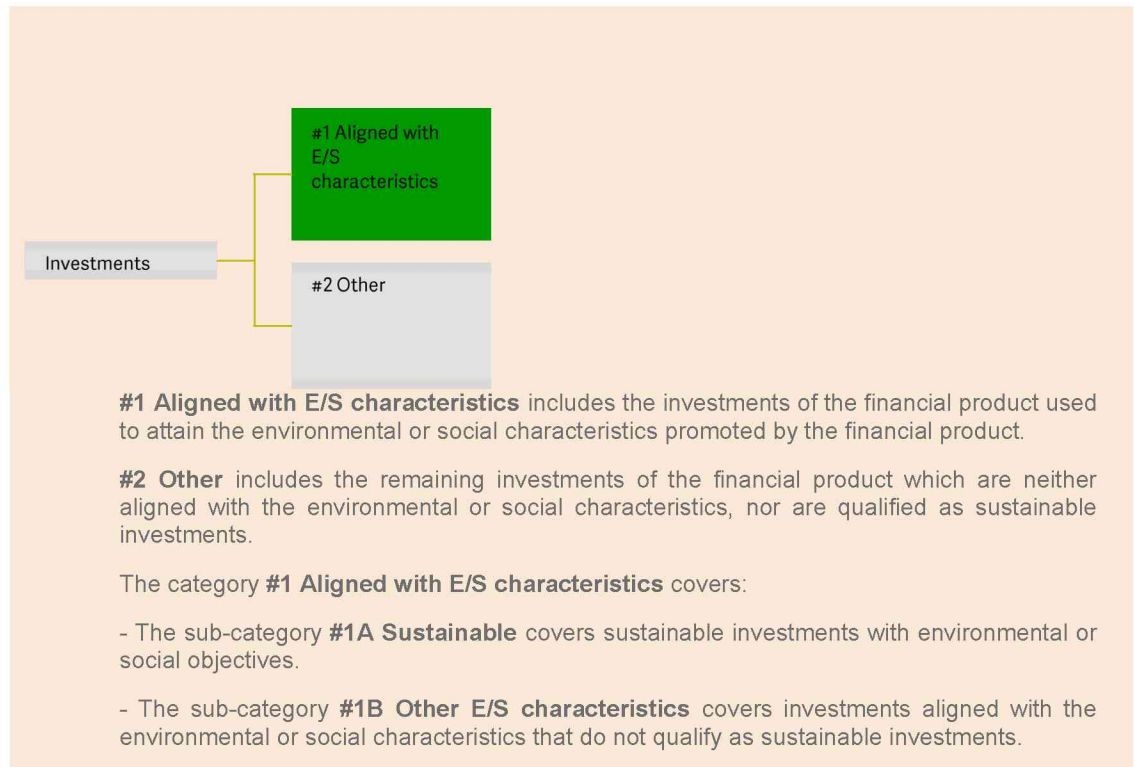 #1 Aligned with
E/S
characteristics
Investments
#2 Other
#1 Aligned with E/S characteristics includes the investments of the financial product used
to attain the environmental or social characteristics promoted by the financial product.
#2 Other includes the remaining investments of the financial product which are neither
aligned with the environmental or social characteristics, nor are qualified as sustainable
investments.
The category #1 Aligned with E/S characteristics covers:
- The sub-category #1A Sustainable covers sustainable investments with environmental or
social objectives.
- The sub-category #1B Other E/S characteristics covers investments aligned with the
environmental or social characteristics that do not qualify as sustainable investments.